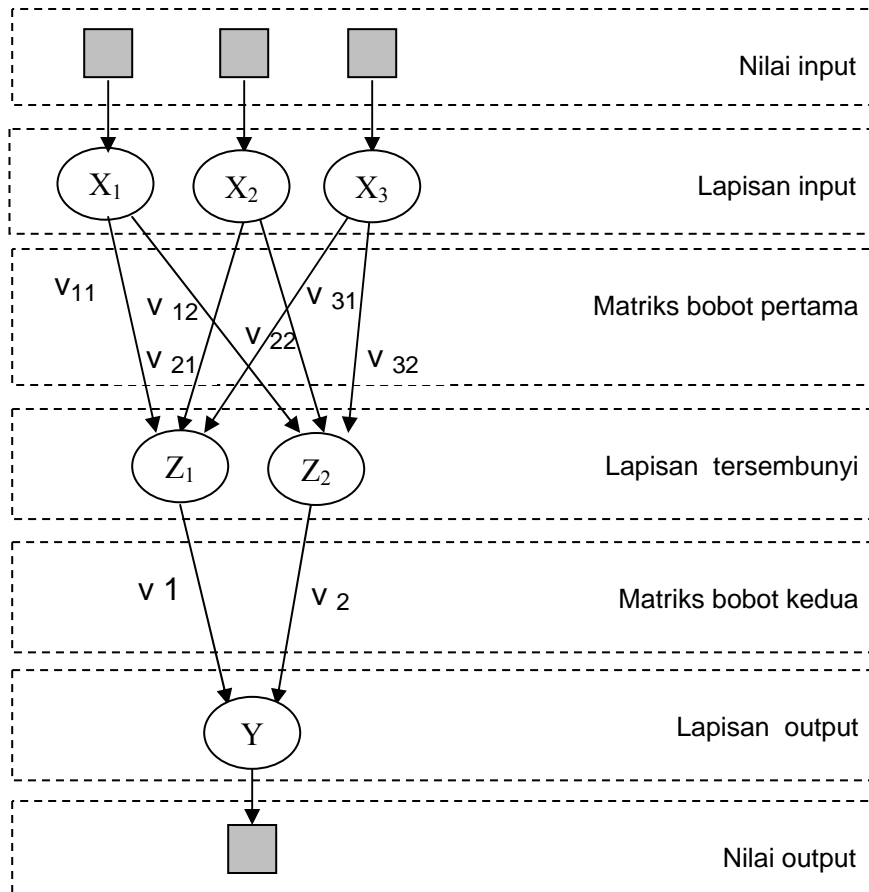 Nilai input
X₁ X₂ X₃
Lapisan input
v₁₁
v ₁₂
v ₂₁
v ₂₂
v ₃₁
v ₃₂
Matriks bobot pertama
Z₁ Z₂
Lapisan tersembunyi
v 1
v ₂
Matriks bobot kedua
Y
Lapisan output
Nilai output